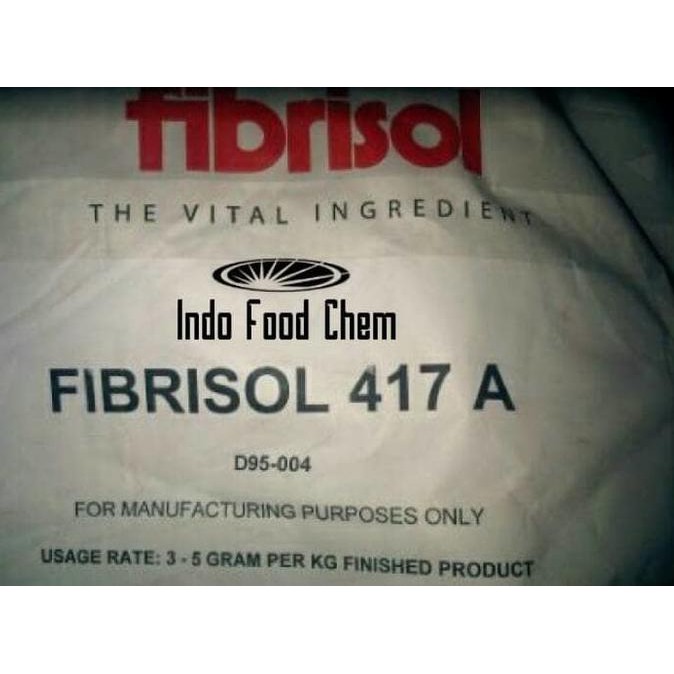 fibrisol
THE VITAL INGREDIENT
Indo Food Chem
FIBRISOL 417 A
D95-004
FOR MANUFACTURING PURPOSES ONLY
USAGE RATE: 3 - 5 GRAM PER KG FINISHED PRODUCT